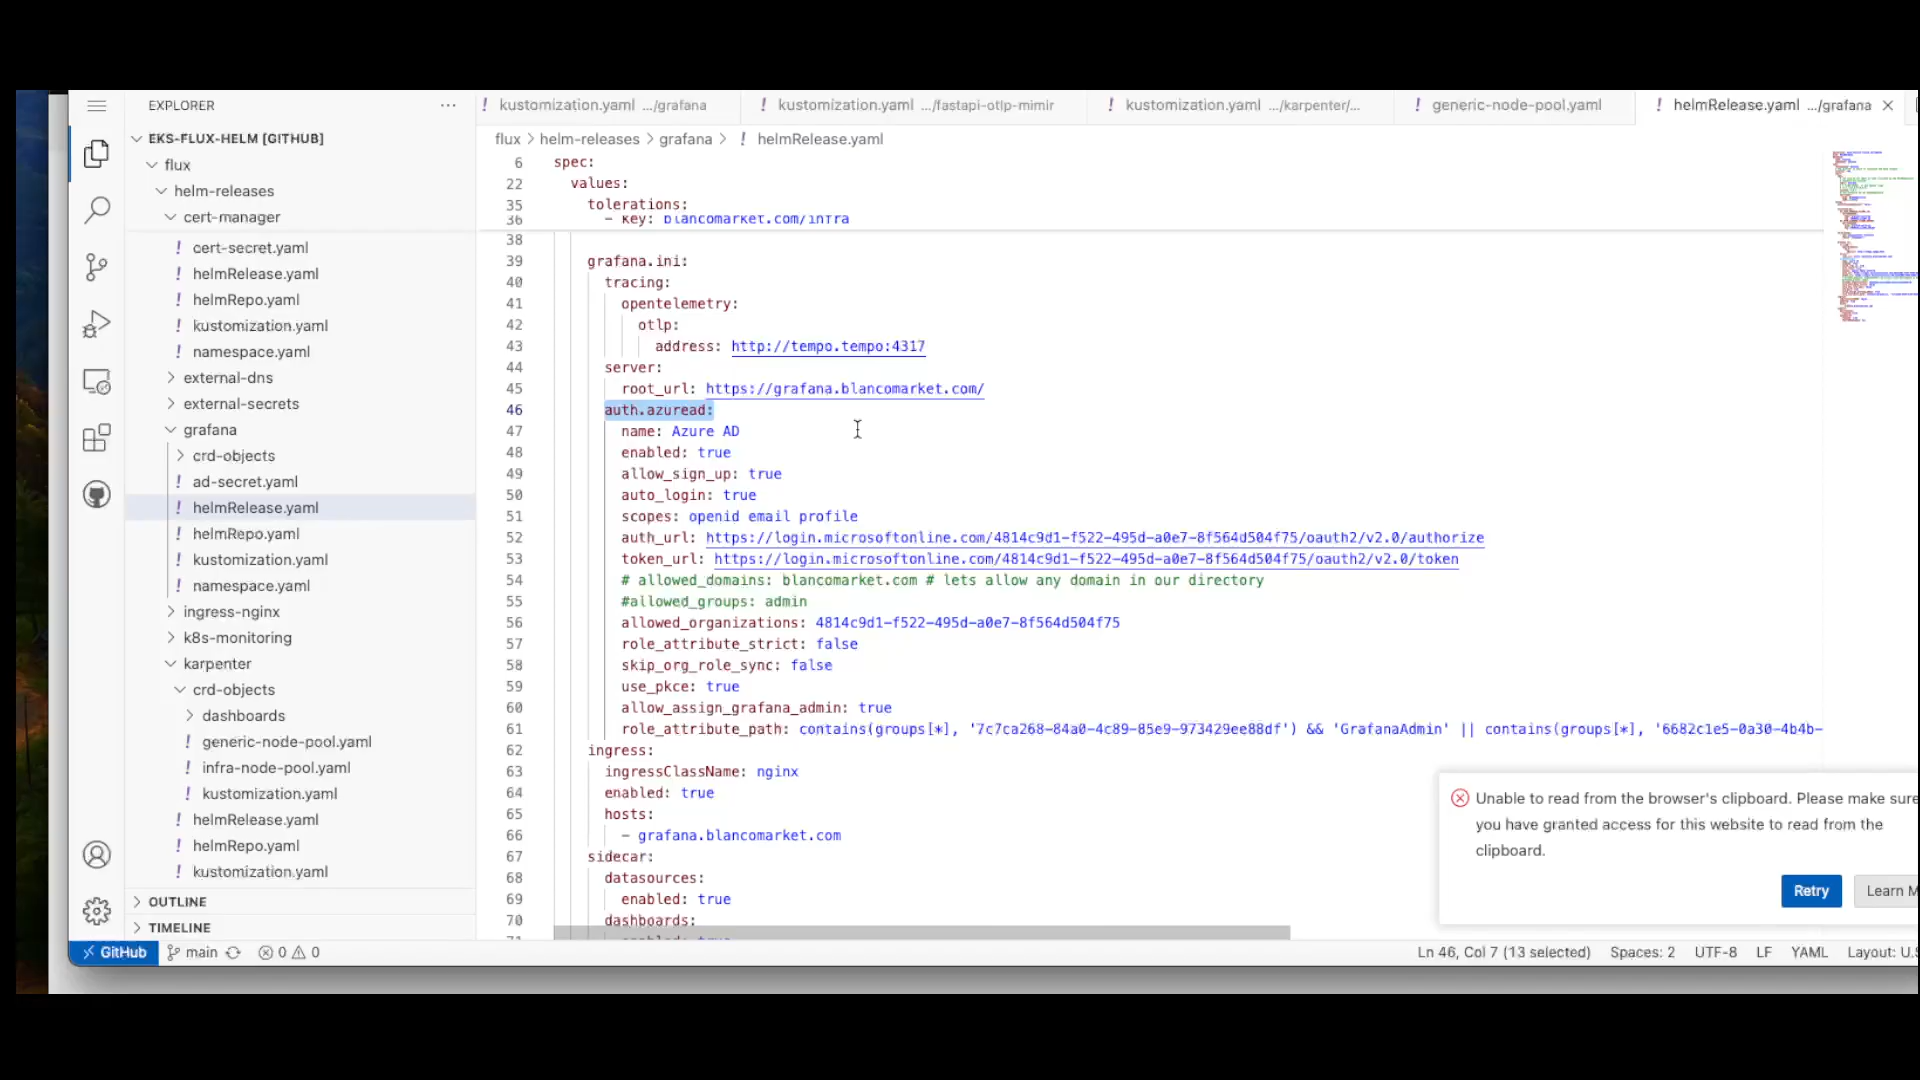 EXPLORER
EKS-FLUX-HELM [GITHUB]
flux
helm-releases
cert-manager
cert-secret.yaml
helmRelease.yaml
helmRepo.yaml
kustomization.yaml
namespace.yaml
external-dns
external-secrets
grafana
crd-objects
ad-secret.yaml
helmRelease.yaml
helmRepo.yaml
kustomization.yaml
namespace.yaml
ingress-nginx
k8s-monitoring
karpenter
crd-objects
dashboards
generic-node-pool.yaml
infra-node-pool.yaml
kustomization.yaml
helmRelease.yaml
helmRepo.yaml
kustomization.yaml
OUTLINE
TIMELINE
! kustomization.yaml .../grafana ! kustomization.yaml .../fastapi-otlp-mimir ! kustomization.yaml .../karpenter/... ! generic-node-pool.yaml ! helmRelease.yaml .../grafana
flux > helm-releases > grafana > ! helmRelease.yaml
6 spec:
22 values:
35 tolerations:
36 - key: blancomarket.com/infra
38
39 grafana.ini:
40 tracing:
41 opentelemetry:
42 otlp:
43 address: http://tempo.tempo:4317
44 server:
45 root_url: https://grafana.blancomarket.com/
46 auth.azuread:
47 name: Azure AD
48 enabled: true
49 allow_sign_up: true
50 auto_login: true
51 scopes: openid email profile
52 auth_url: https://login.microsoftonline.com/4814c9d1-f522-495d-a0e7-8f564d504f75/oauth2/v2.0/authorize
53 token_url: https://login.microsoftonline.com/4814c9d1-f522-495d-a0e7-8f564d504f75/oauth2/v2.0/token
54 # allowed_domains: blancomarket.com # lets allow any domain in our directory
55 #allowed_groups: admin
56 allowed_organizations: 4814c9d1-f522-495d-a0e7-8f564d504f75
57 role_attribute_strict: false
58 skip_org_role_sync: false
59 use_pkce: true
60 allow_assign_grafana_admin: true
61 role_attribute_path: contains(groups[*], '7c7ca268-84a0-4c89-85e9-973429ee88df') && 'GrafanaAdmin' || contains(groups[*], '6682c1e5-0a30-4b4b-
62 ingress:
63 ingressClassName: nginx
64 enabled: true
65 hosts:
66 - grafana.blancomarket.com
67 sidecar:
68 datasources:
69 enabled: true
70 dashboards:
Unable to read from the browser's clipboard. Please make sure
you have granted access for this website to read from the
clipboard.
Retry Learn M
GitHub main 0 0 Ln 46, Col 7 (13 selected) Spaces: 2 UTF-8 LF YAML Layout: U.S